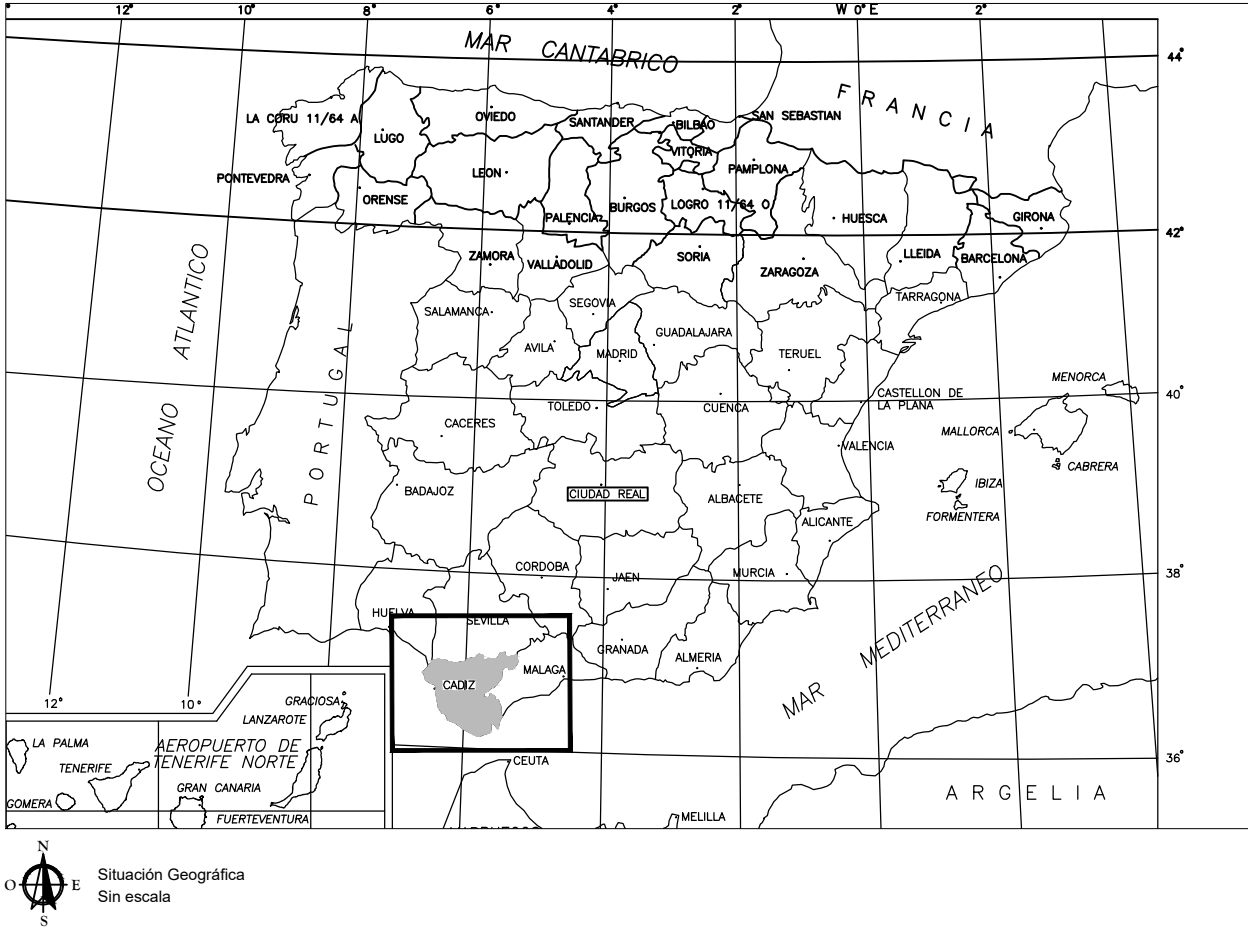 12° 10° 8° 6° 4° 2° W 0° E 2°
MAR CANTABRICO
44°
FRANCIA
LA CORU 11/64 A
LUGO
OVIEDO
SANTANDER
BILBAO
SAN SEBASTIAN
VITORIA
PAMPLONA
PONTEVEDRA
ORENSE
LEON
PALENCIA
BURGOS
LOGRO 11/64 O
HUESCA
GIRONA
42°
ZAMORA
VALLADOLID
SORIA
ZARAGOZA
LLEIDA
BARCELONA
TARRAGONA
OCEANO ATLANTICO
PORTUGAL
SALAMANCA
SEGOVIA
AVILA
MADRID
GUADALAJARA
TERUEL
MENORCA
40°
CACERES
TOLEDO
CUENCA
CASTELLON DE
LA PLANA
MALLORCA
VALENCIA
CABRERA
BADAJOZ
CIUDAD REAL
ALBACETE
IBIZA
ALICANTE
FORMENTERA
CORDOBA
JAEN
MURCIA
38°
HUELVA
SEVILLA
GRANADA
ALMERIA
MAR MEDITERRANEO
CADIZ
MALAGA
12° 10°
GRACIOSA
LANZAROTE
LA PALMA
AEROPUERTO DE
TENERIFE NORTE
TENERIFE
GOMERA
GRAN CANARIA
FUERTEVENTURA
CEUTA
36°
ARGELIA
MELILLA
N
O E
S
Situación Geográfica
Sin escala